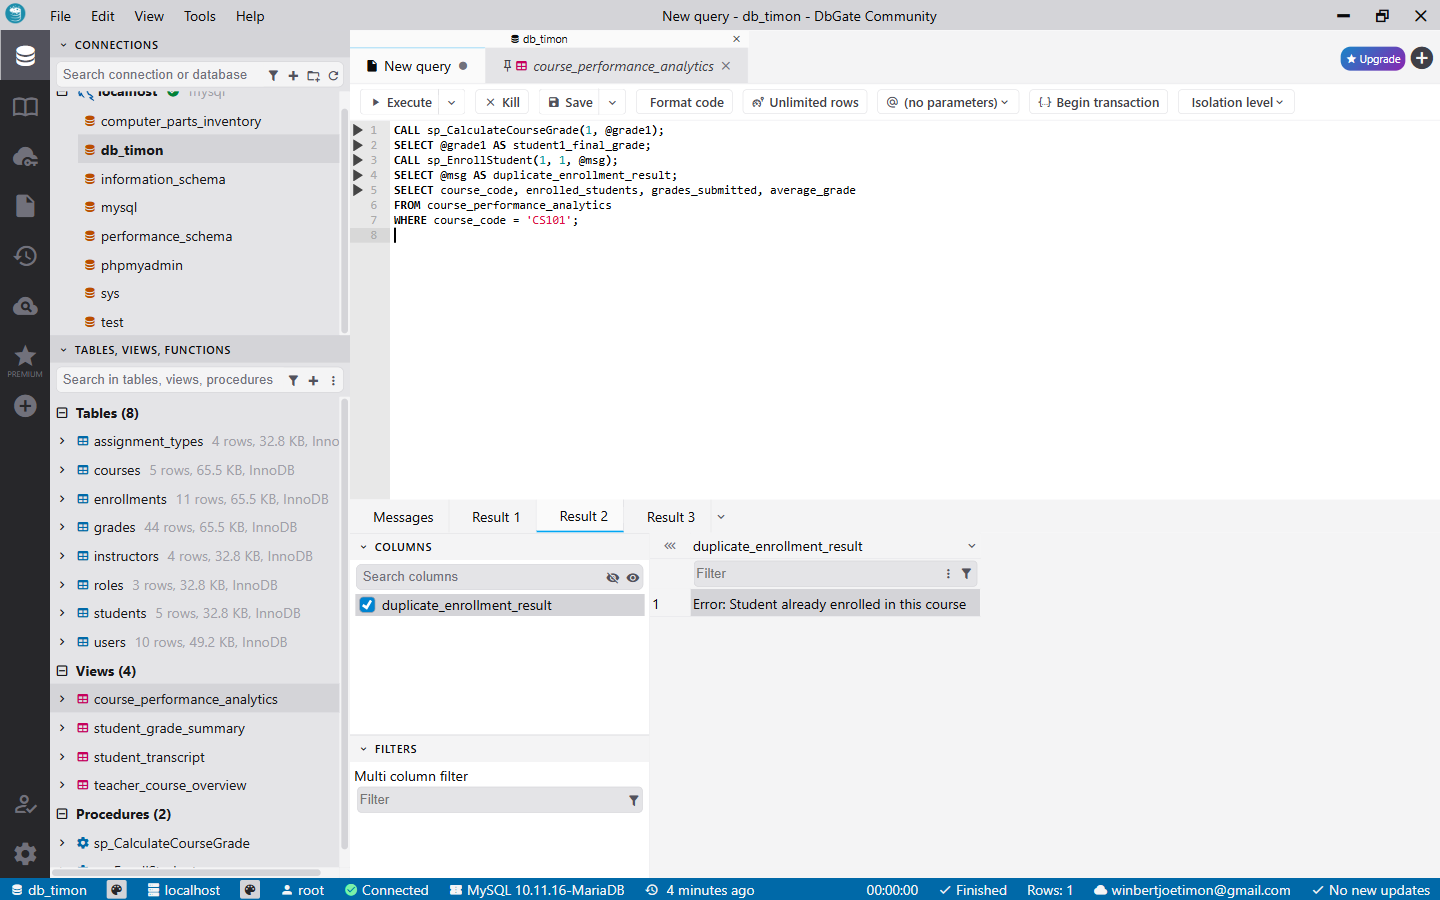 File Edit View Tools Help
New query - db_timon - DbGate Community
CONNECTIONS
Search connection or database
localhost mysql
computer_parts_inventory
db_timon
information_schema
mysql
performance_schema
phpmyadmin
sys
test
TABLES, VIEWS, FUNCTIONS
Search in tables, views, procedures
Tables (8)
assignment_types 4 rows, 32.8 KB, Inno
courses 5 rows, 65.5 KB, InnoDB
enrollments 11 rows, 65.5 KB, InnoDB
grades 44 rows, 65.5 KB, InnoDB
instructors 4 rows, 32.8 KB, InnoDB
roles 3 rows, 32.8 KB, InnoDB
students 5 rows, 32.8 KB, InnoDB
users 10 rows, 49.2 KB, InnoDB
Views (4)
course_performance_analytics
student_grade_summary
student_transcript
teacher_course_overview
Procedures (2)
sp_CalculateCourseGrade
PREMIUM
db_timon
New query
course_performance_analytics
Upgrade
Execute Kill Save Format code Unlimited rows @ (no parameters) {..} Begin transaction Isolation level
1 CALL sp_CalculateCourseGrade(1, @grade1);
2 SELECT @grade1 AS student1_final_grade;
3 CALL sp_EnrollStudent(1, 1, @msg);
4 SELECT @msg AS duplicate_enrollment_result;
5 SELECT course_code, enrolled_students, grades_submitted, average_grade
6 FROM course_performance_analytics
7 WHERE course_code = 'CS101';
8
Messages Result 1 Result 2 Result 3
COLUMNS
Search columns
duplicate_enrollment_result
FILTERS
Multi column filter
Filter
duplicate_enrollment_result
Filter
1 Error: Student already enrolled in this course
db_timon localhost root Connected MySQL 10.11.16-MariaDB 4 minutes ago 00:00:00 Finished Rows: 1 winbertjoetimon@gmail.com No new updates